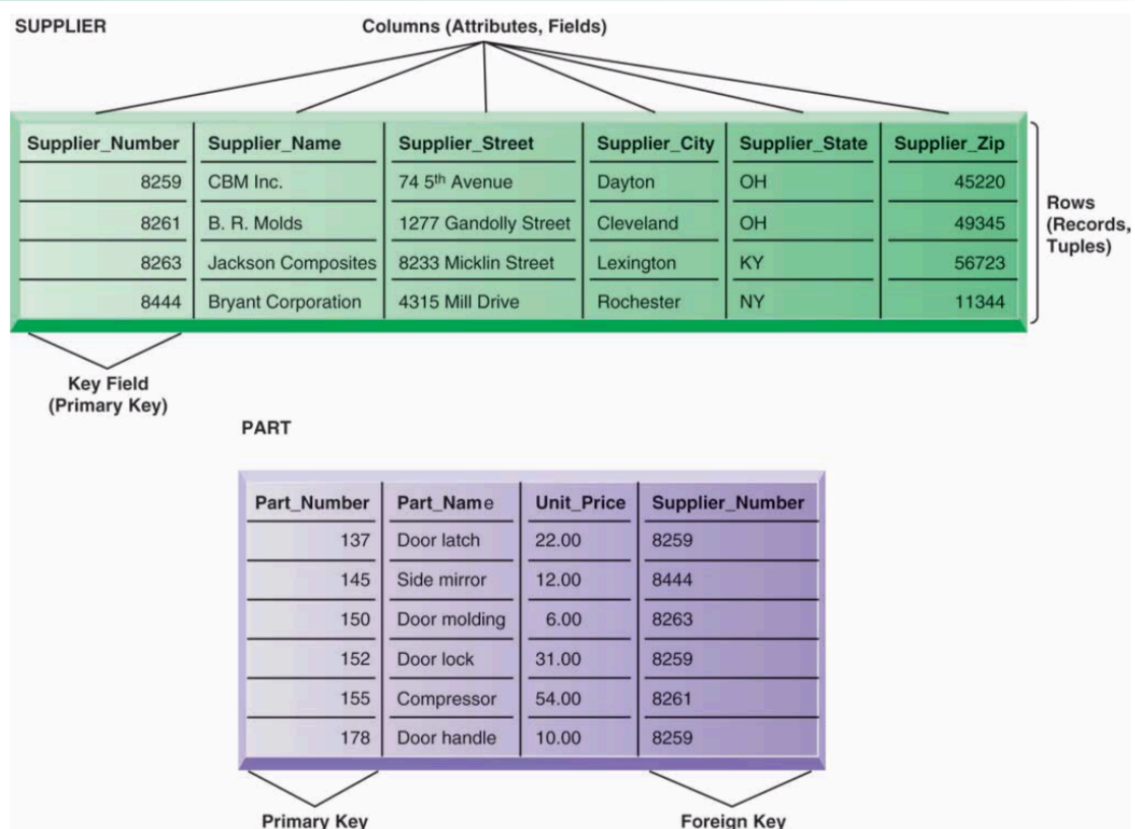 SUPPLIER Columns (Attributes, Fields)
Supplier_Number Supplier_Name Supplier_Street Supplier_City Supplier_State Supplier_Zip
8259 CBM Inc. 74 5th Avenue Dayton OH 45220
8261 B. R. Molds 1277 Gandolly Street Cleveland OH 49345
8263 Jackson Composites 8233 Micklin Street Lexington KY 56723
8444 Bryant Corporation 4315 Mill Drive Rochester NY 11344
Rows
(Records,
Tuples)
Key Field
(Primary Key)
PART
Part_Number Part_Name Unit_Price Supplier_Number
137 Door latch 22.00 8259
145 Side mirror 12.00 8444
150 Door molding 6.00 8263
152 Door lock 31.00 8259
155 Compressor 54.00 8261
178 Door handle 10.00 8259
Primary Key Foreign Key